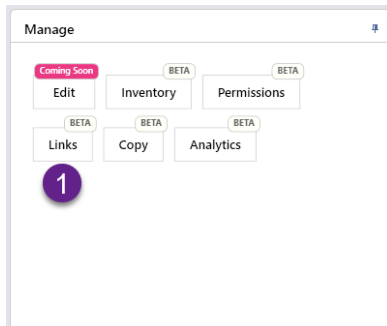 Manage
Coming Soon BETA BETA
Edit Inventory Permissions
BETA BETA BETA
Links Copy Analytics
1